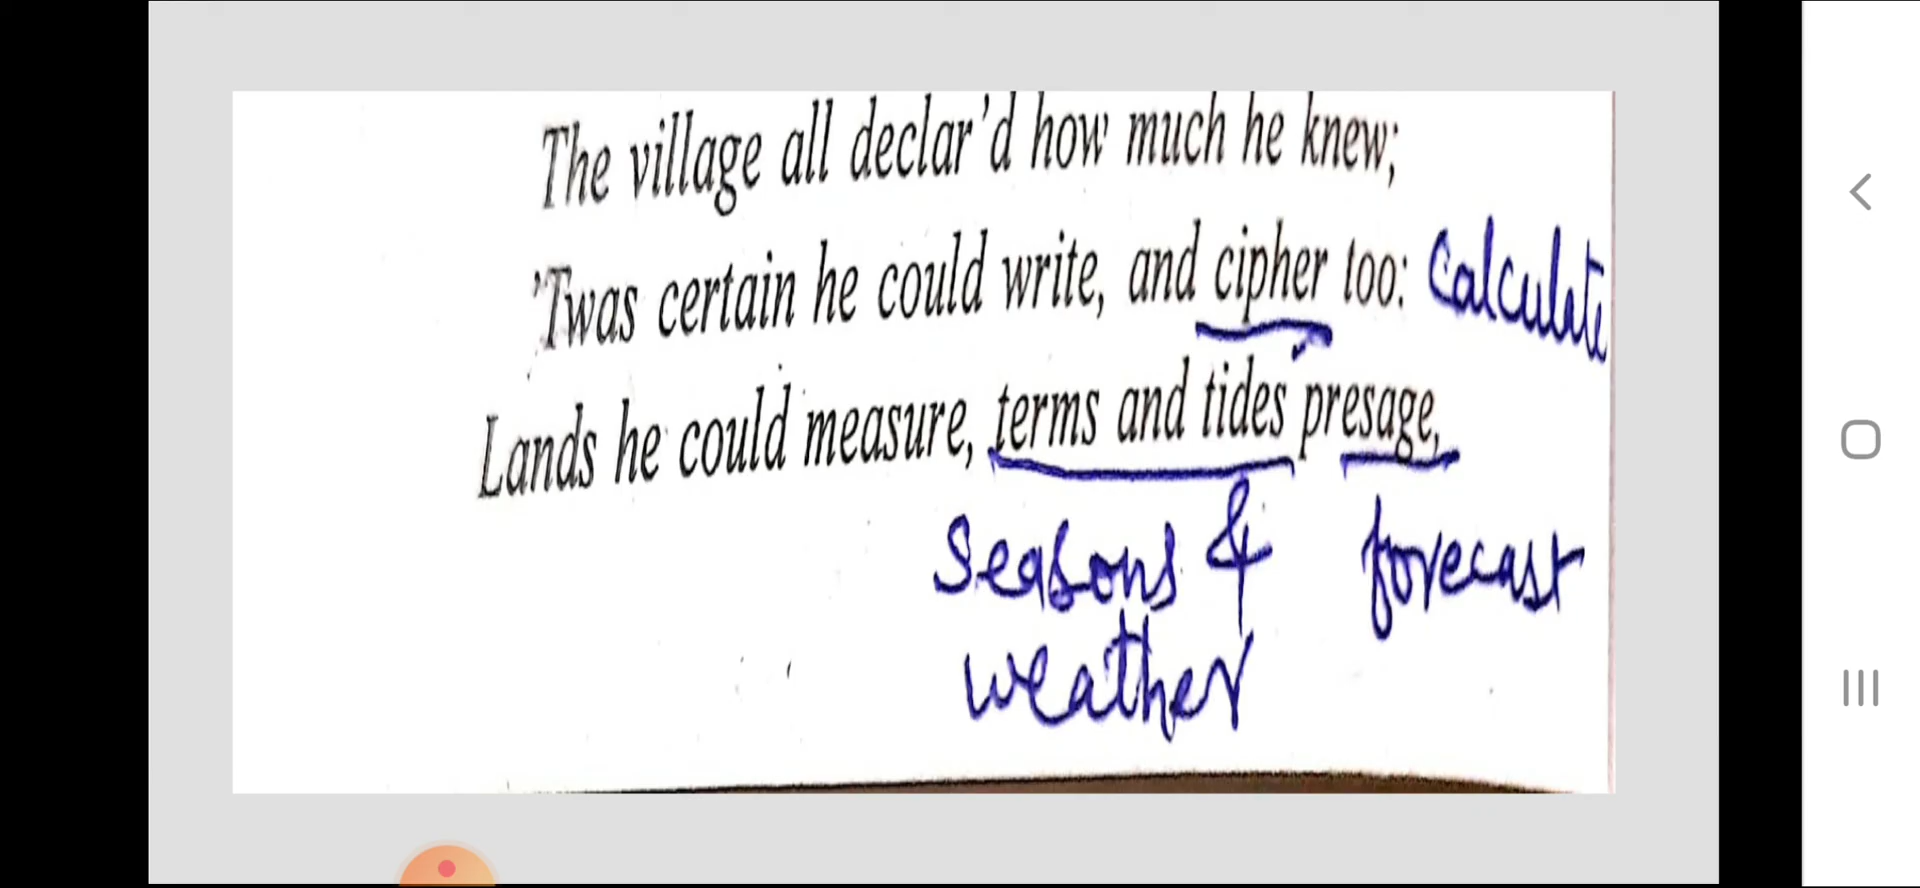 The village all declar'd how much he knew;
'Twas certain he could write, and cipher too: Calculate
Lands he could measure, terms and tides presage,
Seasons & forecast
weather